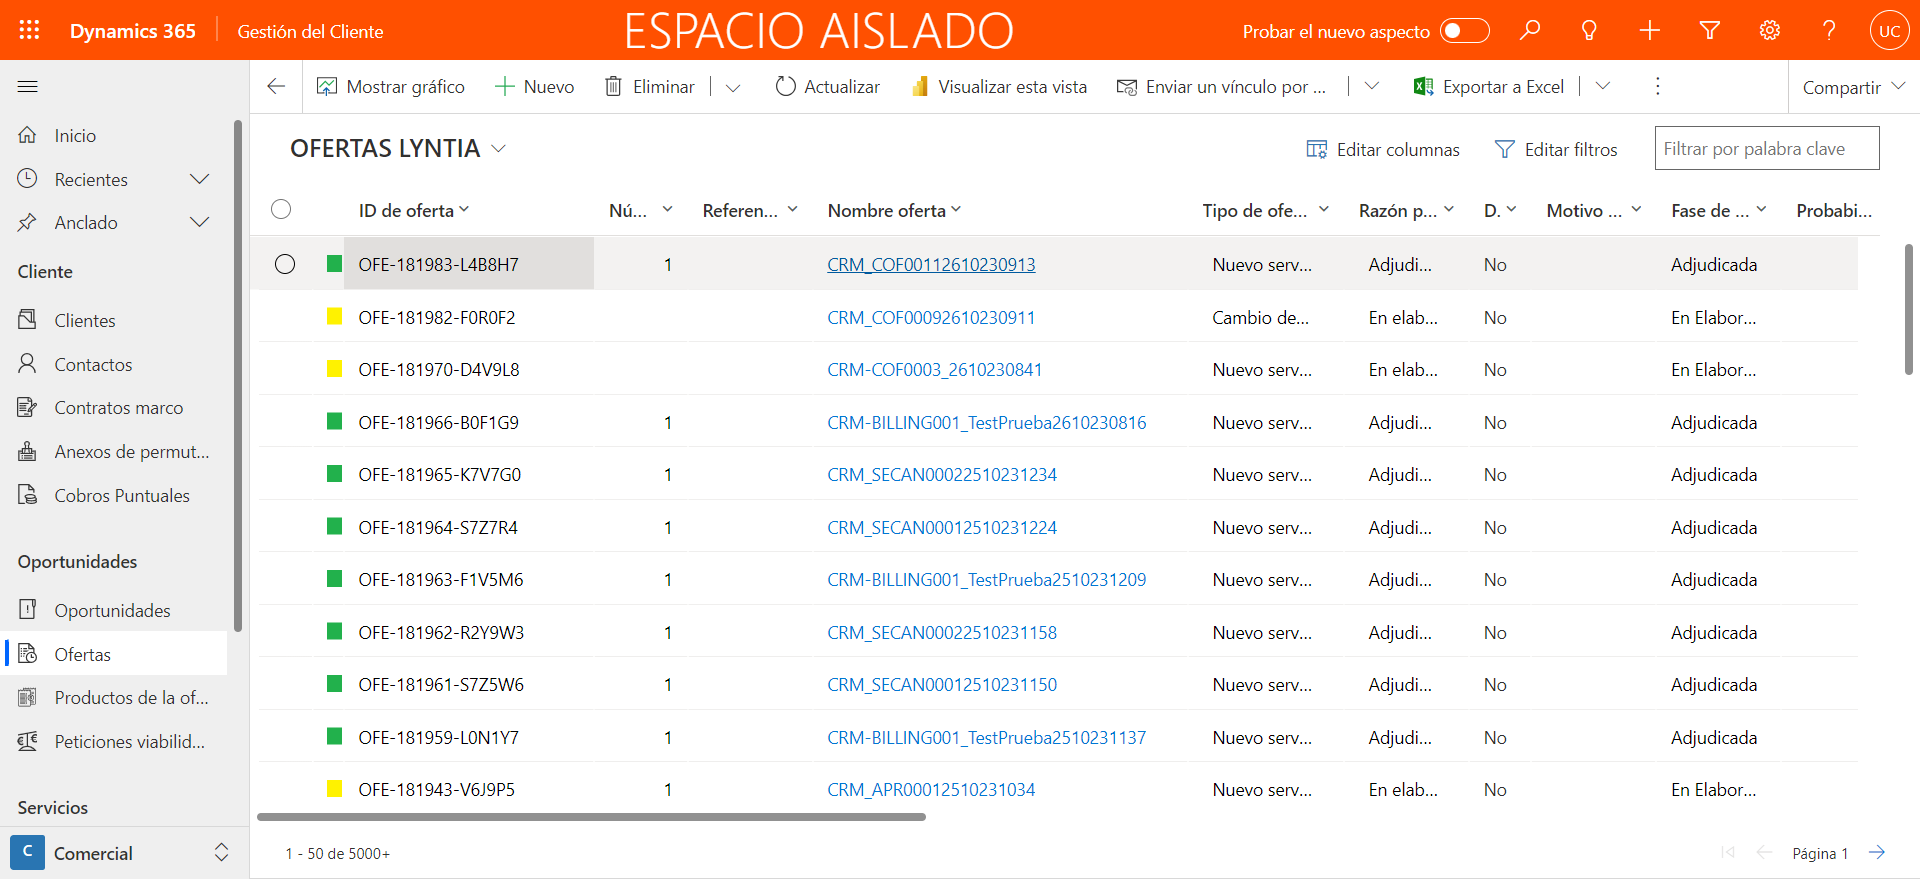 Dynamics 365
Gestión del Cliente
ESPACIO AISLADO
Probar el nuevo aspecto
UC
Mostrar gráfico
Nuevo
Eliminar
Actualizar
Visualizar esta vista
Enviar un vínculo por ...
Exportar a Excel
Compartir
Inicio
Recientes
Anclado
Cliente
Clientes
Contactos
Contratos marco
Anexos de permut...
Cobros Puntuales
Oportunidades
Oportunidades
Ofertas
Productos de la of...
Peticiones viabilid...
Servicios
C Comercial
OFERTAS LYNTIA
Editar columnas
Editar filtros
Filtrar por palabra clave
ID de oferta Nú... Referen... Nombre oferta Tipo de ofe... Razón p... D. Motivo ... Fase de ... Probabi...
OFE-181983-L4B8H7 1 CRM_COF00112610230913 Nuevo serv... Adjudi... No Adjudicada
OFE-181982-F0R0F2 CRM_COF00092610230911 Cambio de... En elab... No En Elabor...
OFE-181970-D4V9L8 CRM-COF0003_2610230841 Nuevo serv... En elab... No En Elabor...
OFE-181966-B0F1G9 1 CRM-BILLING001_TestPrueba2610230816 Nuevo serv... Adjudi... No Adjudicada
OFE-181965-K7V7G0 1 CRM_SECAN00022510231234 Nuevo serv... Adjudi... No Adjudicada
OFE-181964-S7Z7R4 1 CRM_SECAN00012510231224 Nuevo serv... Adjudi... No Adjudicada
OFE-181963-F1V5M6 1 CRM-BILLING001_TestPrueba2510231209 Nuevo serv... Adjudi... No Adjudicada
OFE-181962-R2Y9W3 1 CRM_SECAN00022510231158 Nuevo serv... Adjudi... No Adjudicada
OFE-181961-S7Z5W6 1 CRM_SECAN00012510231150 Nuevo serv... Adjudi... No Adjudicada
OFE-181959-L0N1Y7 1 CRM-BILLING001_TestPrueba2510231137 Nuevo serv... Adjudi... No Adjudicada
OFE-181943-V6J9P5 1 CRM_APR00012510231034 Nuevo serv... En elab... No En Elabor...
1 - 50 de 5000+
Página 1